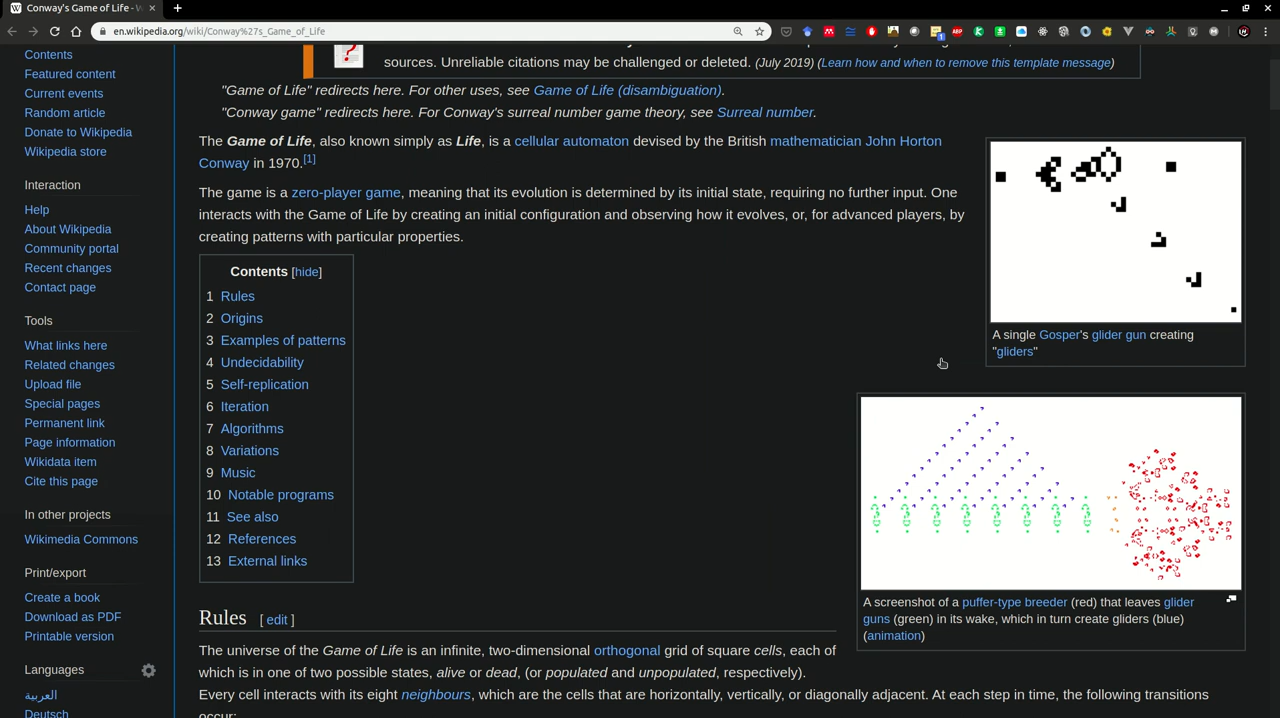 Conway's Game of Life - W
en.wikipedia.org/wiki/Conway%27s_Game_of_Life
Contents
Featured content
Current events
Random article
Donate to Wikipedia
Wikipedia store
Interaction
Help
About Wikipedia
Community portal
Recent changes
Contact page
Tools
What links here
Related changes
Upload file
Special pages
Permanent link
Page information
Wikidata item
Cite this page
In other projects
Wikimedia Commons
Print/export
Create a book
Download as PDF
Printable version
Languages
العربية
Deutsch
sources. Unreliable citations may be challenged or deleted. (July 2019) (Learn how and when to remove this template message)
"Game of Life" redirects here. For other uses, see Game of Life (disambiguation).
"Conway game" redirects here. For Conway's surreal number game theory, see Surreal number.
The Game of Life, also known simply as Life, is a cellular automaton devised by the British mathematician John Horton
Conway in 1970.[1]
The game is a zero-player game, meaning that its evolution is determined by its initial state, requiring no further input. One
interacts with the Game of Life by creating an initial configuration and observing how it evolves, or, for advanced players, by
creating patterns with particular properties.
Contents [hide]
1 Rules
2 Origins
3 Examples of patterns
4 Undecidability
5 Self-replication
6 Iteration
7 Algorithms
8 Variations
9 Music
10 Notable programs
11 See also
12 References
13 External links
A single Gosper's glider gun creating
"gliders"
A screenshot of a puffer-type breeder (red) that leaves glider
guns (green) in its wake, which in turn create gliders (blue)
(animation)
Rules [ edit ]
The universe of the Game of Life is an infinite, two-dimensional orthogonal grid of square cells, each of
which is in one of two possible states, alive or dead, (or populated and unpopulated, respectively).
Every cell interacts with its eight neighbours, which are the cells that are horizontally, vertically, or diagonally adjacent. At each step in time, the following transitions
occur: